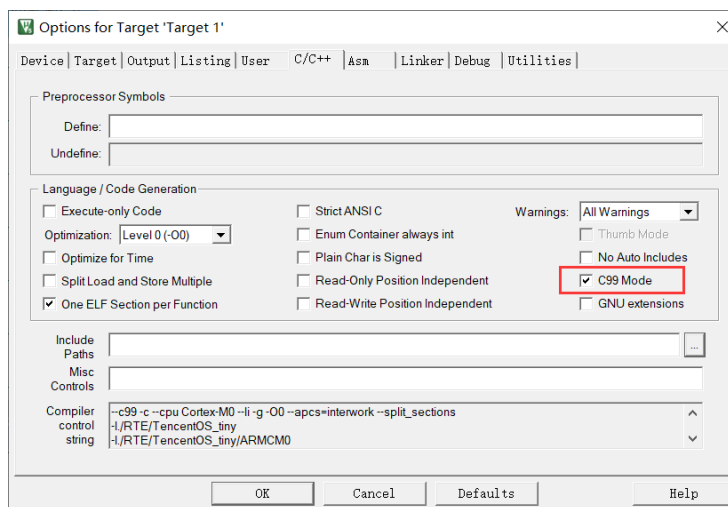 Options for Target 'Target 1'
Device Target Output Listing User C/C++ Asm Linker Debug Utilities
Preprocessor Symbols
Define:
Undefine:
Language / Code Generation
Execute-only Code Strict ANSI C Warnings: All Warnings
Optimization: Level 0 (-O0) Enum Container always int Thumb Mode
Optimize for Time Plain Char is Signed No Auto Includes
Split Load and Store Multiple Read-Only Position Independent C99 Mode
One ELF Section per Function Read-Write Position Independent GNU extensions
Include
Paths
...
Misc
Controls
Compiler
control
string
--c99 -c --cpu Cortex-M0 --li -g -O0 --apcs=interwork --split_sections
-I./RTE/TencentOS_tiny
-I./RTE/TencentOS_tiny/ARMCM0
OK Cancel Defaults Help